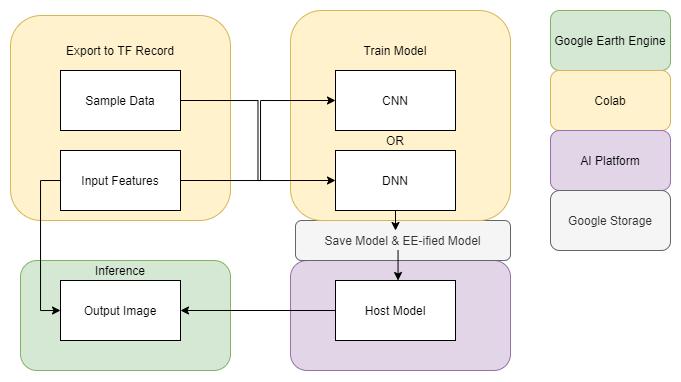 Export to TF Record
Sample Data
Input Features
Train Model
CNN
OR
DNN
Save Model & EE-ified Model
Inference
Output Image
Host Model
Google Earth Engine
Colab
AI Platform
Google Storage